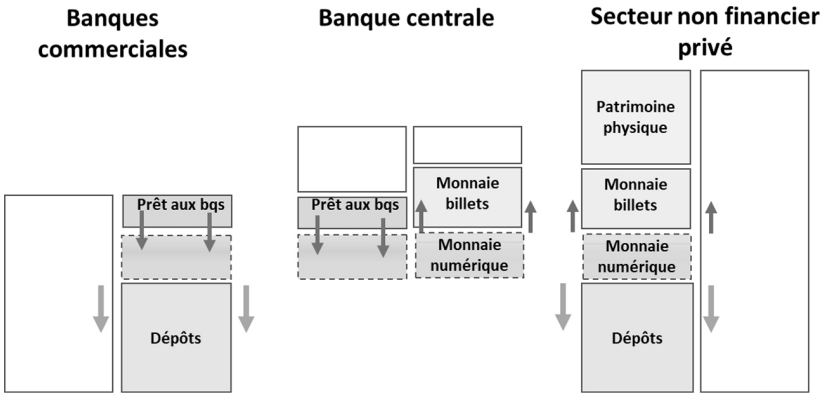 Banques
commerciales
Prêt aux bqs
Dépôts
Banque centrale
Prêt aux bqs
Monnaie
billets
Monnaie
numérique
Secteur non financier
privé
Patrimoine
physique
Monnaie
billets
Monnaie
numérique
Dépôts